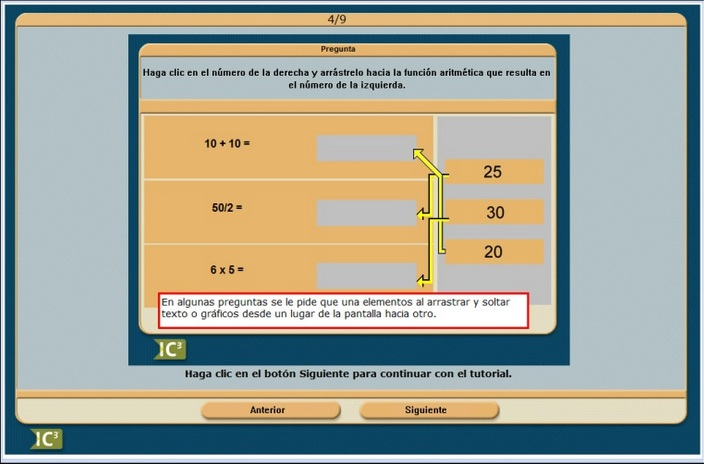 4/9
Pregunta
Haga clic en el número de la derecha y arrástrelo hacia la función aritmética que resulta en
el número de la izquierda.
10 + 10 =
25
50/2 =
30
20
6 x 5 =
En algunas preguntas se le pide que una elementos al arrastrar y soltar
texto o gráficos desde un lugar de la pantalla hacia otro.
IC³
Haga clic en el botón Siguiente para continuar con el tutorial.
Anterior
Siguiente
IC³